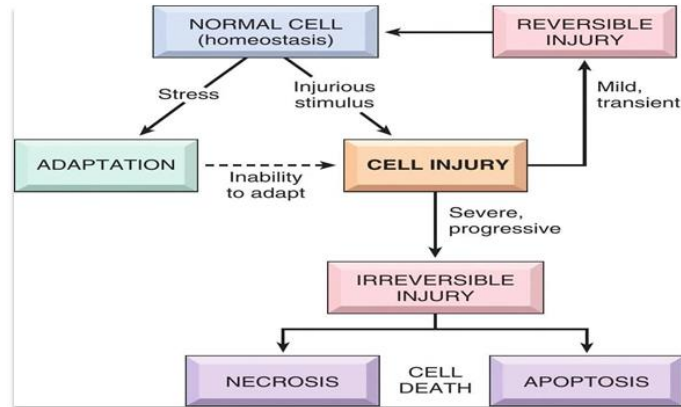 NORMAL CELL
(homeostasis)
REVERSIBLE
INJURY
Stress
Injurious
stimulus
Mild,
transient
ADAPTATION
Inability
to adapt
CELL INJURY
Severe,
progressive
IRREVERSIBLE
INJURY
NECROSIS
CELL
DEATH
APOPTOSIS